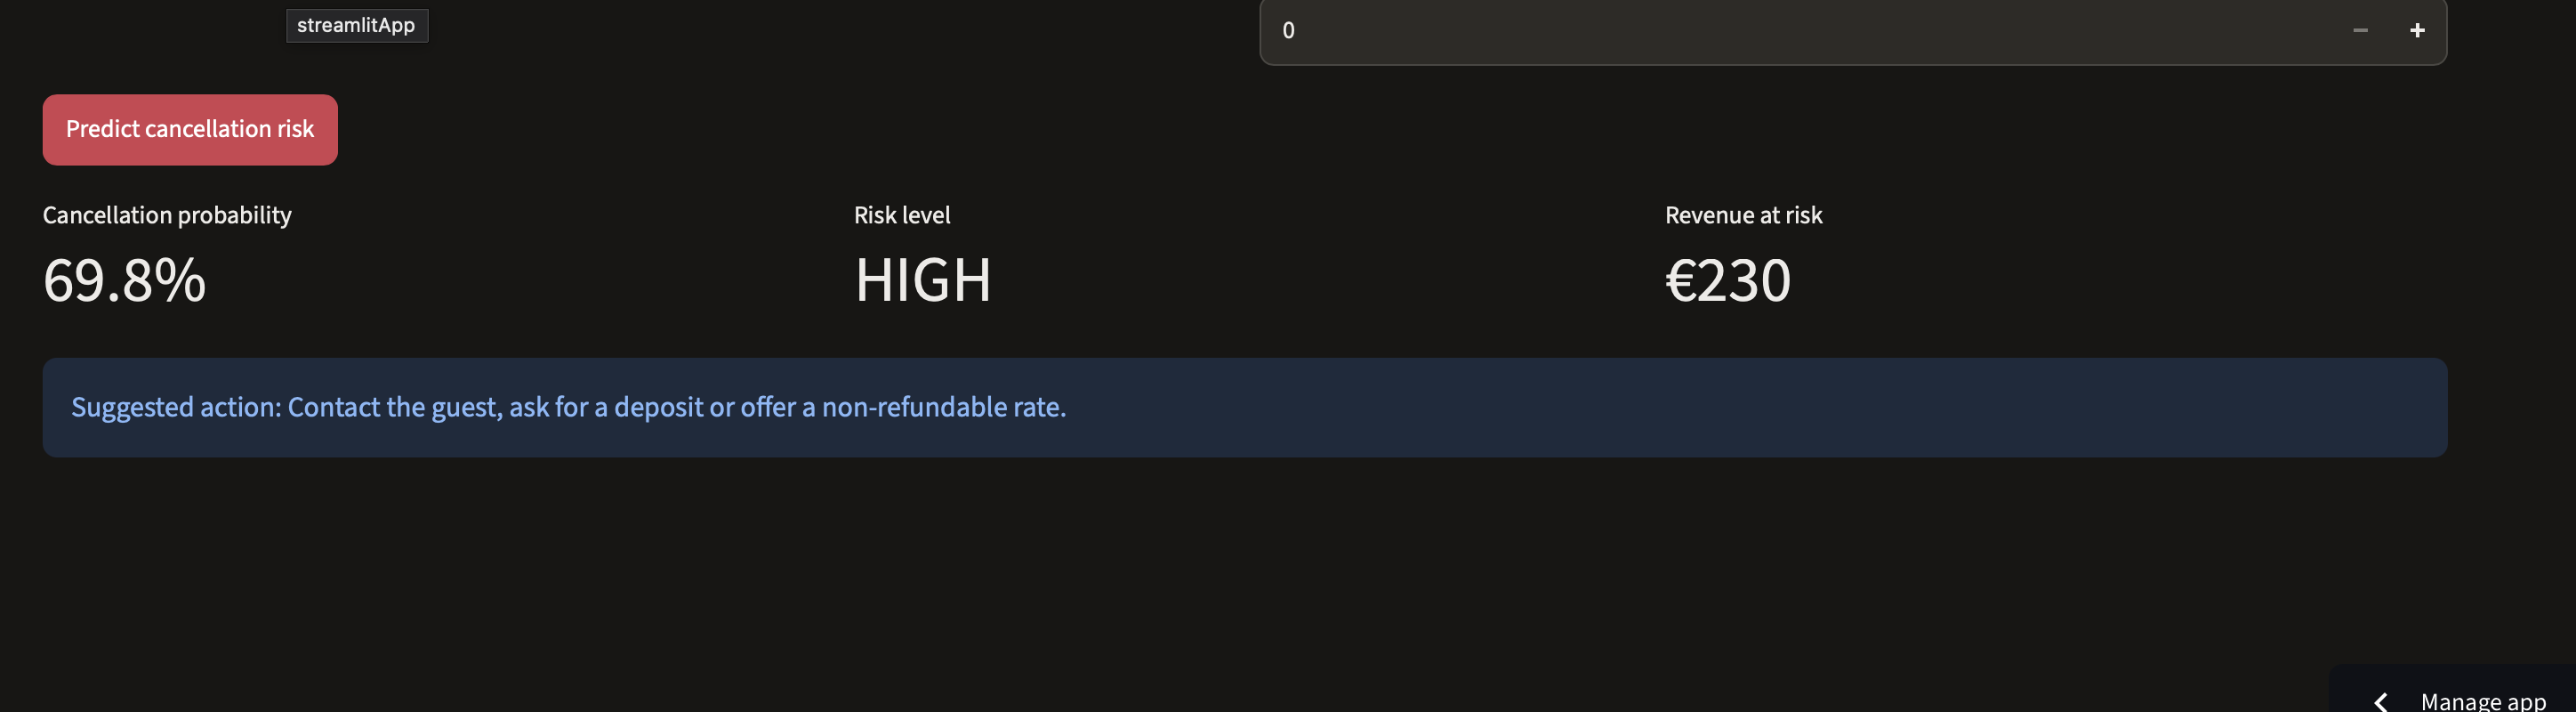 streamlitApp
0
Predict cancellation risk
Cancellation probability
Risk level
Revenue at risk
69.8%
HIGH
€230
Suggested action: Contact the guest, ask for a deposit or offer a non-refundable rate.
Manage app